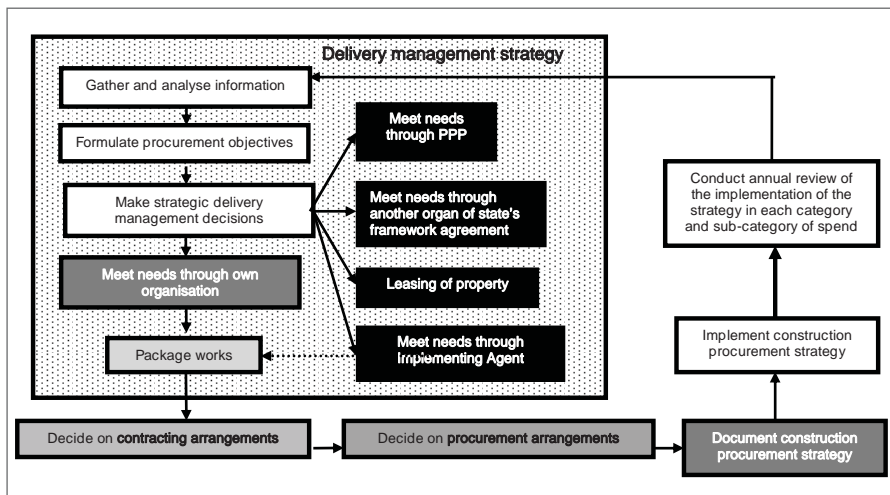 Delivery management strategy
Gather and analyse information
Formulate procurement objectives
Make strategic delivery
management decisions
Meet needs through own
organisation
Package works
Meet needs
through PPP
Meet needs through
another organ of state's
framework agreement
Leasing of property
Meet needs through
Implementing Agent
Decide on contracting arrangements
Decide on procurement arrangements
Document construction
procurement strategy
Implement construction
procurement strategy
Conduct annual review of
the implementation of the
strategy in each category
and sub-category of spend